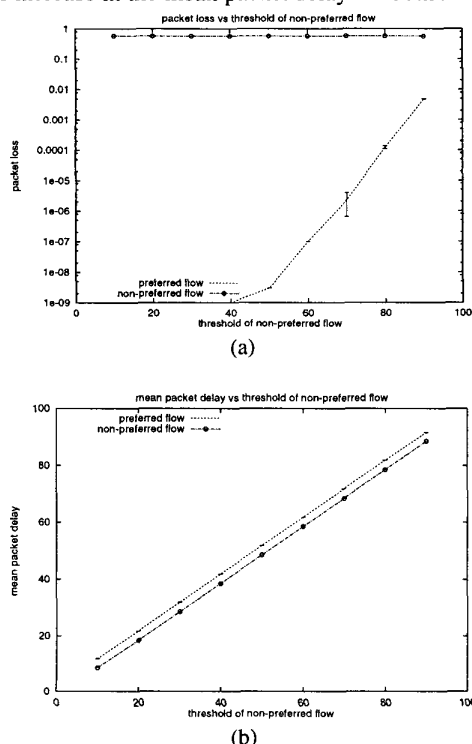 packet loss vs threshold of non-preferred flow
1
0.1
0.01
0.001
0.0001
1e-05
1e-06
1e-07
1e-08
1e-09
packet loss
preferred flow
non-preferred flow
0 20 40 60 80 100
threshold of non-preferred flow
(a)
mean packet delay vs threshold of non-preferred flow
100
80
60
40
20
0
mean packet delay
preferred flow
non-preferred flow
0 20 40 60 80 100
threshold of non-preferred flow
(b)